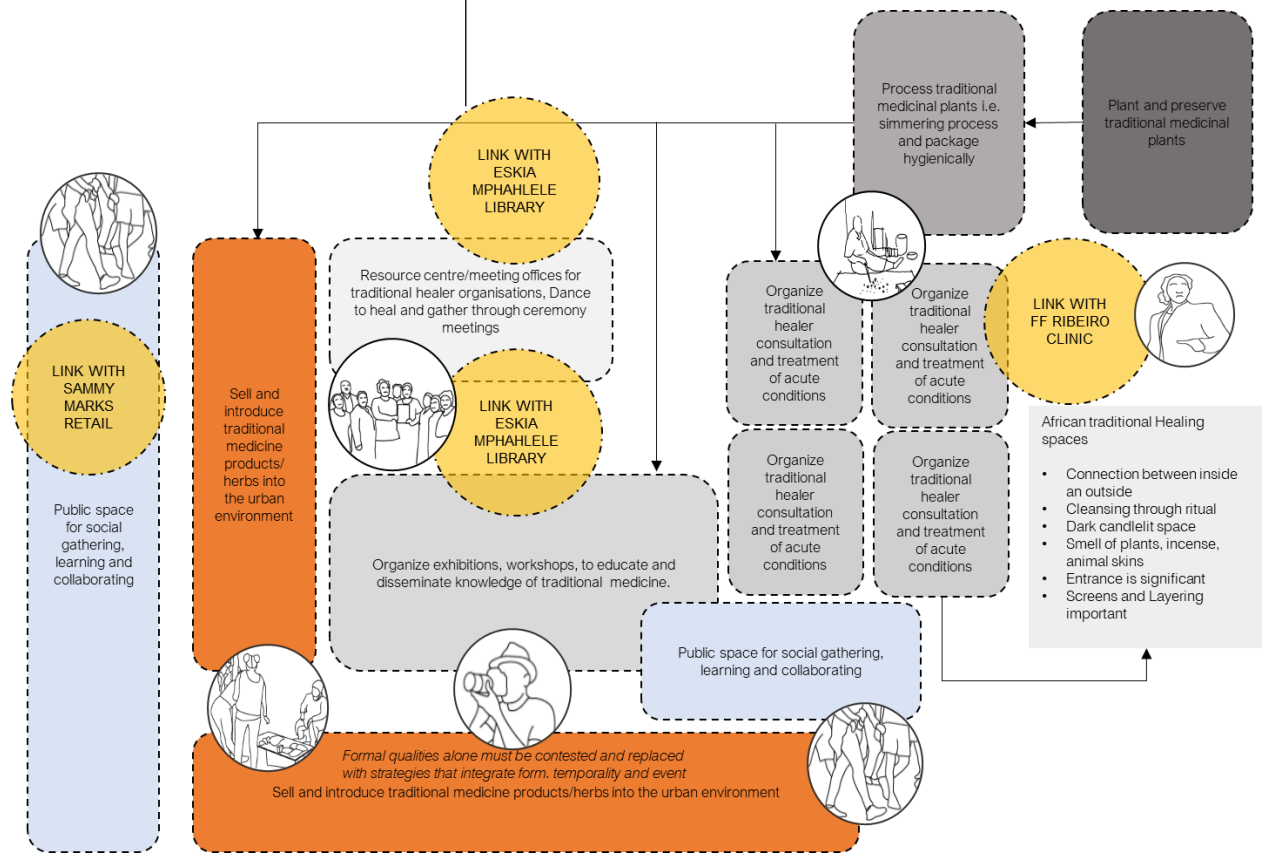 Process traditional
medicinal plants i.e.
simmering process
and package
hygienically
Plant and preserve
traditional medicinal
plants
LINK WITH
ESKIA
MPHAHLELE
LIBRARY
Resource centre/meeting offices for
traditional healer organisations, Dance
to heal and gather through ceremony
meetings
Organize
traditional
healer
consultation
and treatment
of acute
conditions
Organize
traditional
healer
consultation
and treatment
of acute
conditions
LINK WITH
FF RIBEIRO
CLINIC
LINK WITH
SAMMY
MARKS
RETAIL
Public space
for social
gathering,
learning and
collaborating
Sell and
introduce
traditional
medicine
products/
herbs into
the urban
environment
LINK WITH
ESKIA
MPHAHLELE
LIBRARY
Organize exhibitions, workshops, to educate and
disseminate knowledge of traditional medicine.
Organize
traditional
healer
consultation
and treatment
of acute
conditions
Organize
traditional
healer
consultation
and treatment
of acute
conditions
African traditional Healing
spaces
• Connection between inside
an outside
• Cleansing through ritual
• Dark candlelit space
• Smell of plants, incense,
animal skins
• Entrance is significant
• Screens and Layering
important
Public space for social gathering,
learning and collaborating
Formal qualities alone must be contested and replaced
with strategies that integrate form. temporality and event
Sell and introduce traditional medicine products/herbs into the urban environment